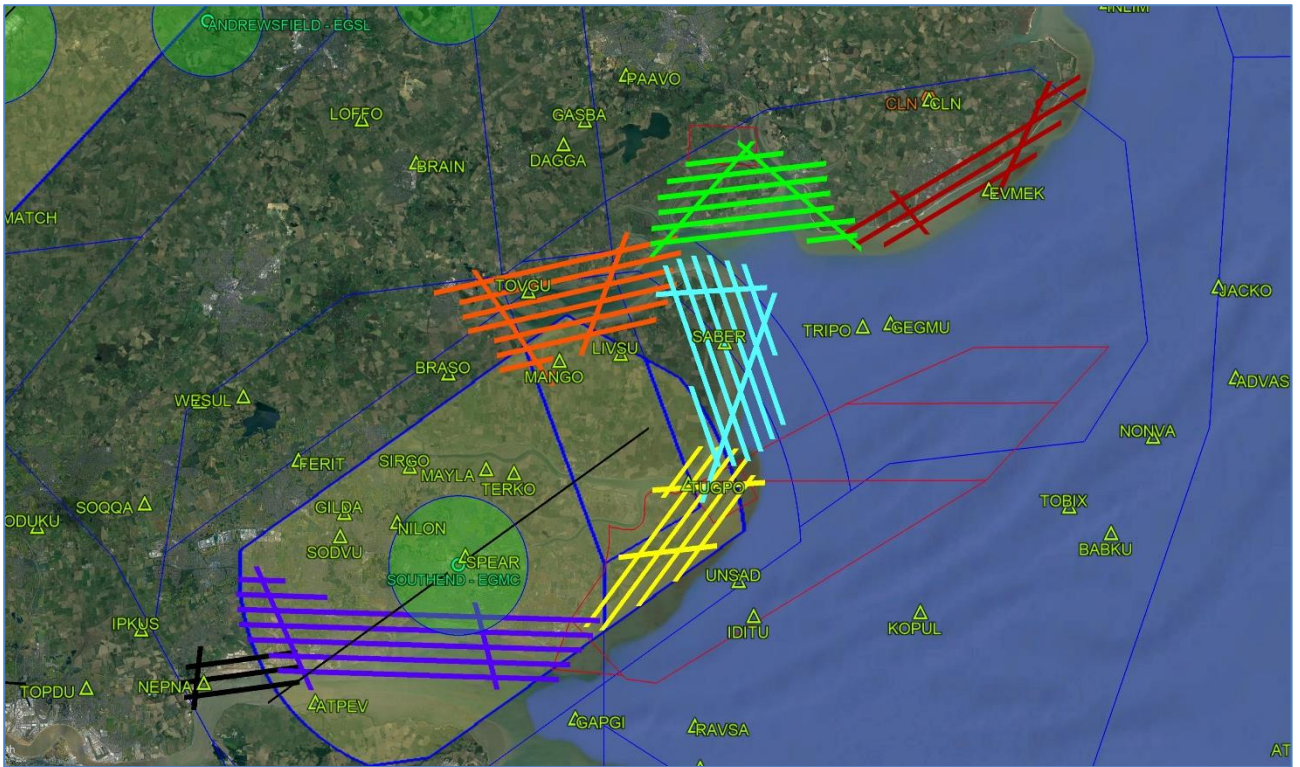 INEIM
ANDREWSFIELD - EGSL
PAAVO
LOFFO
GASBA
CLN
CLN
DAGGA
BRAIN
EVMEK
MATCH
TOVGU
JACKO
SABER
TRIPO
GEGMU
LIVSU
BRASO
MANGO
ADVAS
WESUL
NONVA
FERIT
SIRGO
MAYLA
TERKO
TUGPO
SOQQA
GILDA
TOBIX
ODUKU
NILON
SODVU
BABKU
SPEAR
SOUTHEND - EGMC
UNSAD
IPKUS
IDITU
KOPUL
TOPDU
NEPNA
ATPEV
GAPGI
RAVSA
AT